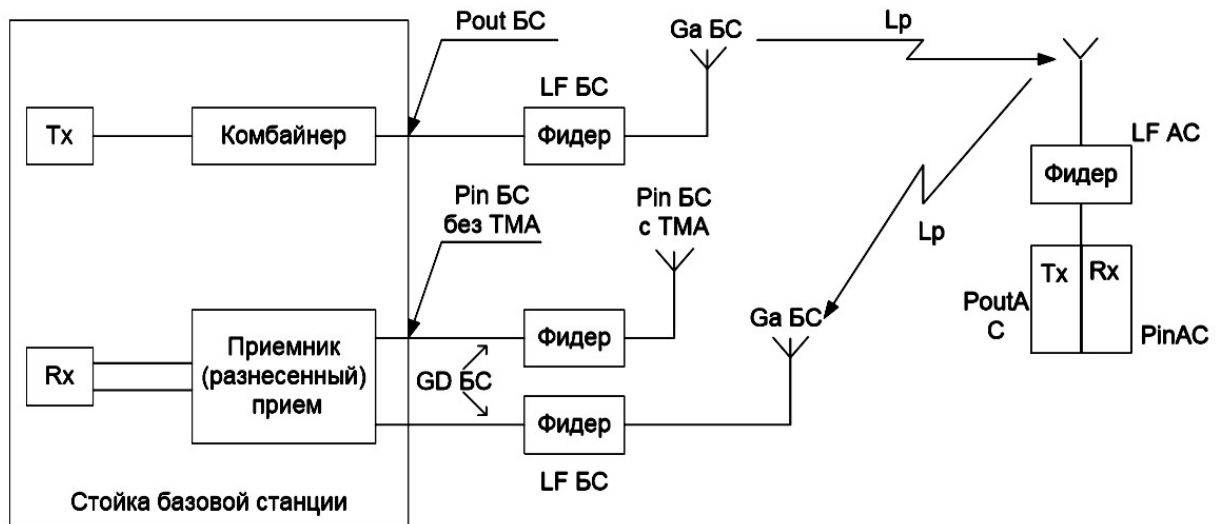 Pout БС
Ga БС
Lp
LF БС
Tx
Комбайнер
Фидер
LF АС
Фидер
Pin БС
без ТМА
Pin БС
с ТМА
Lp
Tx
Rx
PoutA
C
PinAC
Ga БС
Приемник
(разнесенный)
прием
Rx
Фидер
GD БС
Фидер
LF БС
Стойка базовой станции